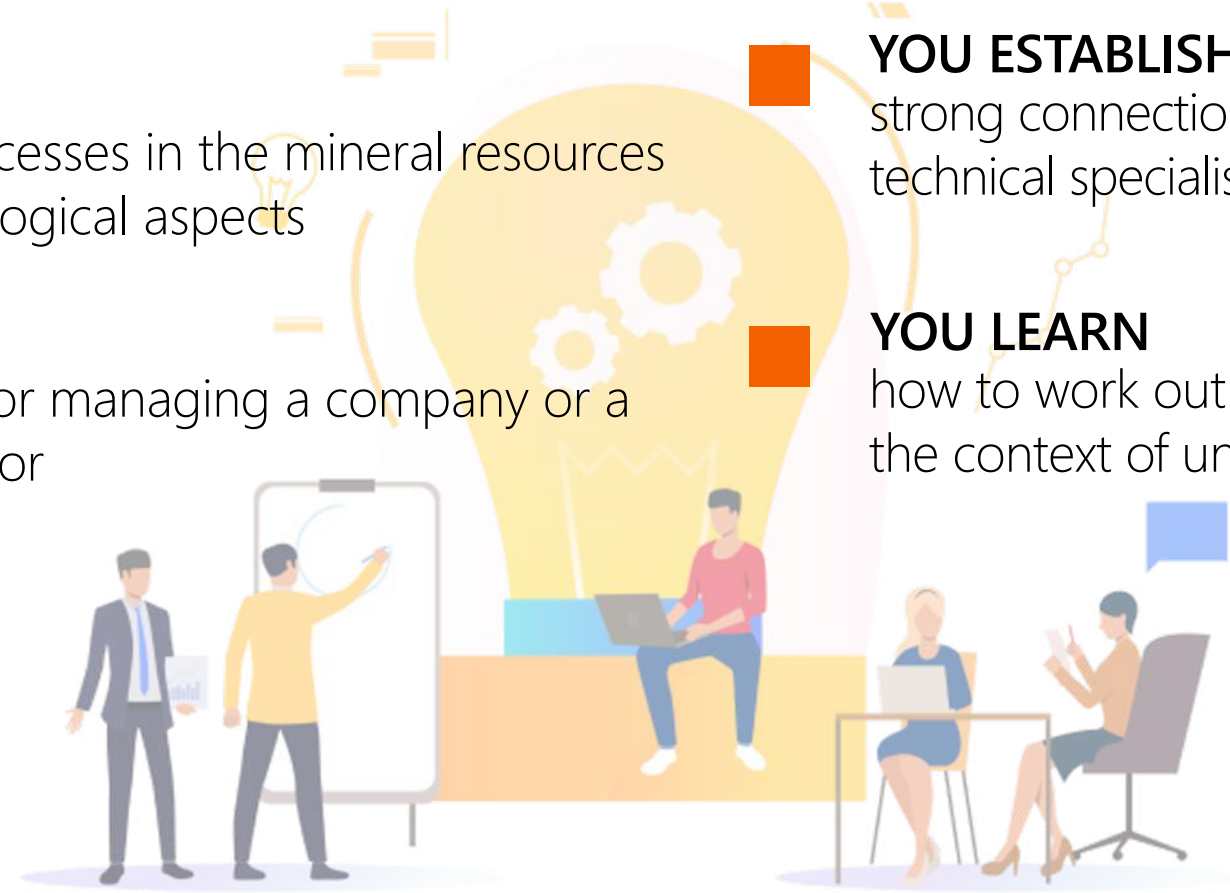 cesses in the mineral resources
ogical aspects
or managing a company or a
or
YOU ESTABLISH
strong connectio
technical specialis
YOU LEARN
how to work out
the context of un